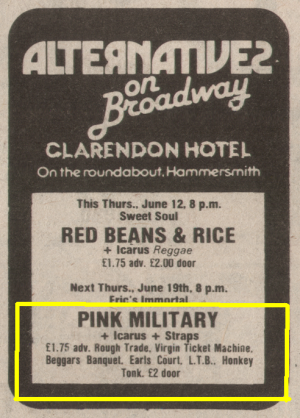 ALTERNATIVES
on
Broadway
CLARENDON HOTEL
On the roundabout, Hammersmith
This Thurs., June 12, 8 p.m.
Sweet Soul
RED BEANS & RICE
+ Icarus Reggae
£1.75 adv. £2.00 door
Next Thurs., June 19th, 8 p.m.
Eric's Immortal
PINK MILITARY
+ Icarus + Straps
£1.75 adv. Rough Trade, Virgin Ticket Machine,
Beggars Banquet, Earls Court, L.T.B., Honkey
Tonk. £2 door